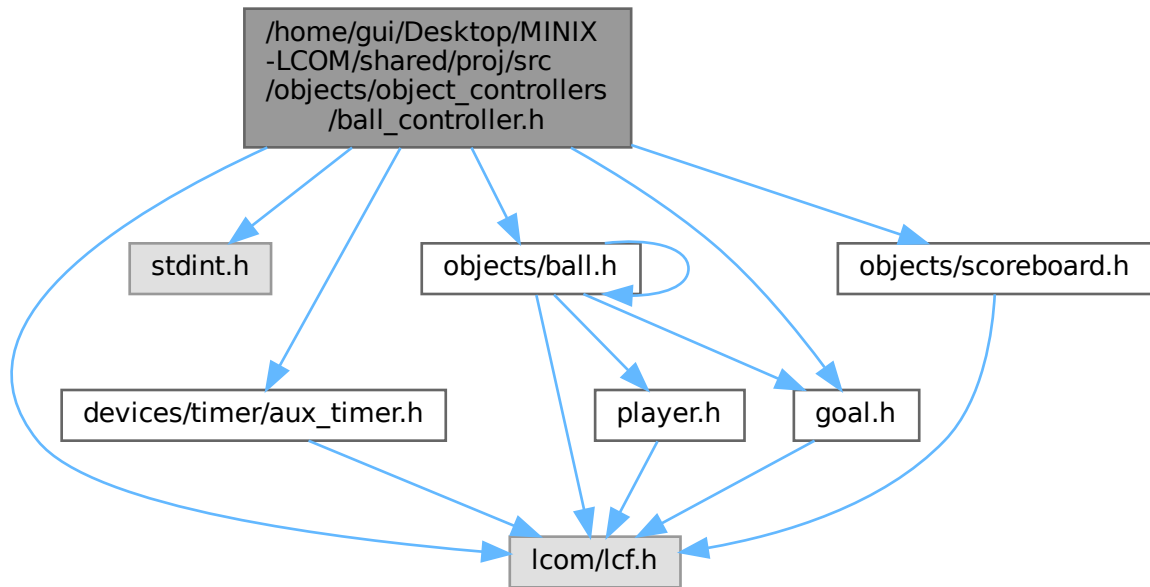 /home/gui/Desktop/MINIX
-LCOM/shared/proj/src
/objects/object_controllers
/ball_controller.h
stdint.h
objects/ball.h
objects/scoreboard.h
devices/timer/aux_timer.h
player.h
goal.h
lcom/lcf.h